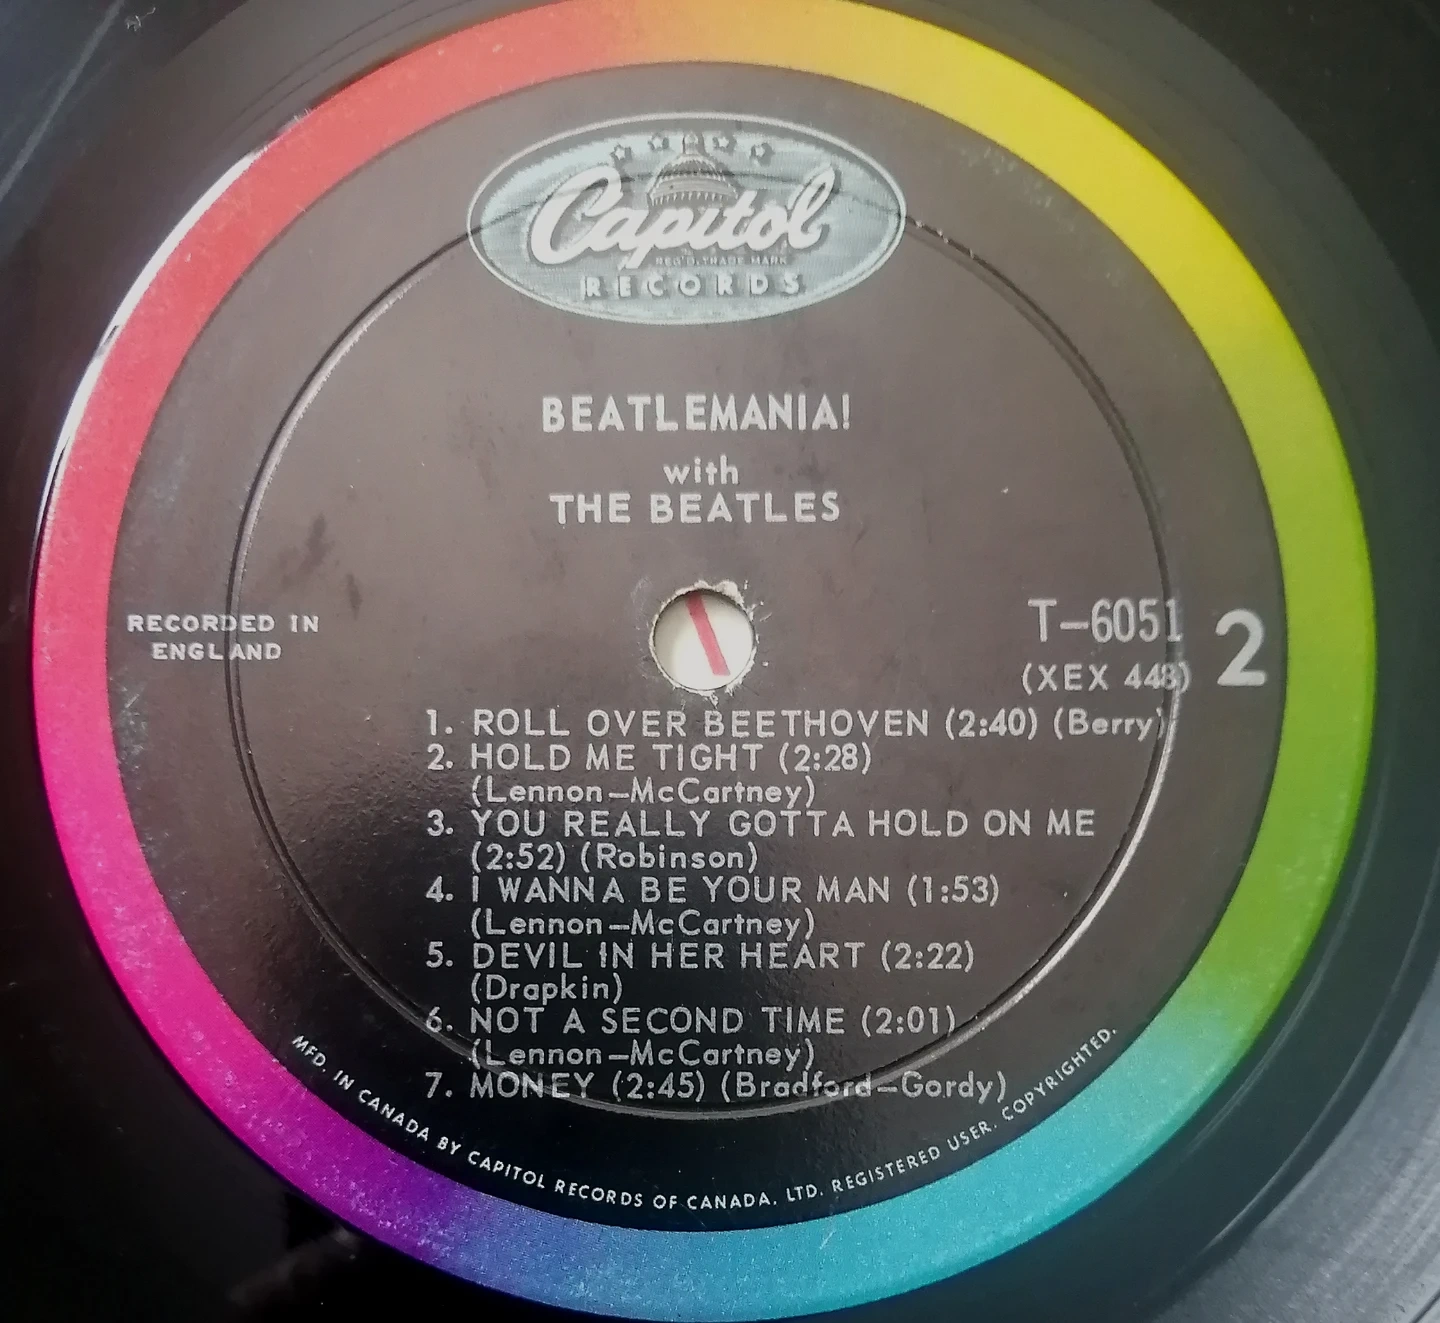 Capitol
REG'D. TRADE MARK
RECORDS
BEATLEMANIA!
with
THE BEATLES
RECORDED IN
ENGLAND
T-6051
(XEX 448)
2
1. ROLL OVER BEETHOVEN (2:40) (Berry)
2. HOLD ME TIGHT (2:28)
(Lennon-McCartney)
3. YOU REALLY GOTTA HOLD ON ME
(2:52) (Robinson)
4. I WANNA BE YOUR MAN (1:53)
(Lennon-McCartney)
5. DEVIL IN HER HEART (2:22)
(Drapkin)
6. NOT A SECOND TIME (2:01)
(Lennon-McCartney)
7. MONEY (2:45) (Bradford-Gordy)
MFD. IN CANADA BY CAPITOL RECORDS OF CANADA, LTD. REGISTERED USER. COPYRIGHTED.